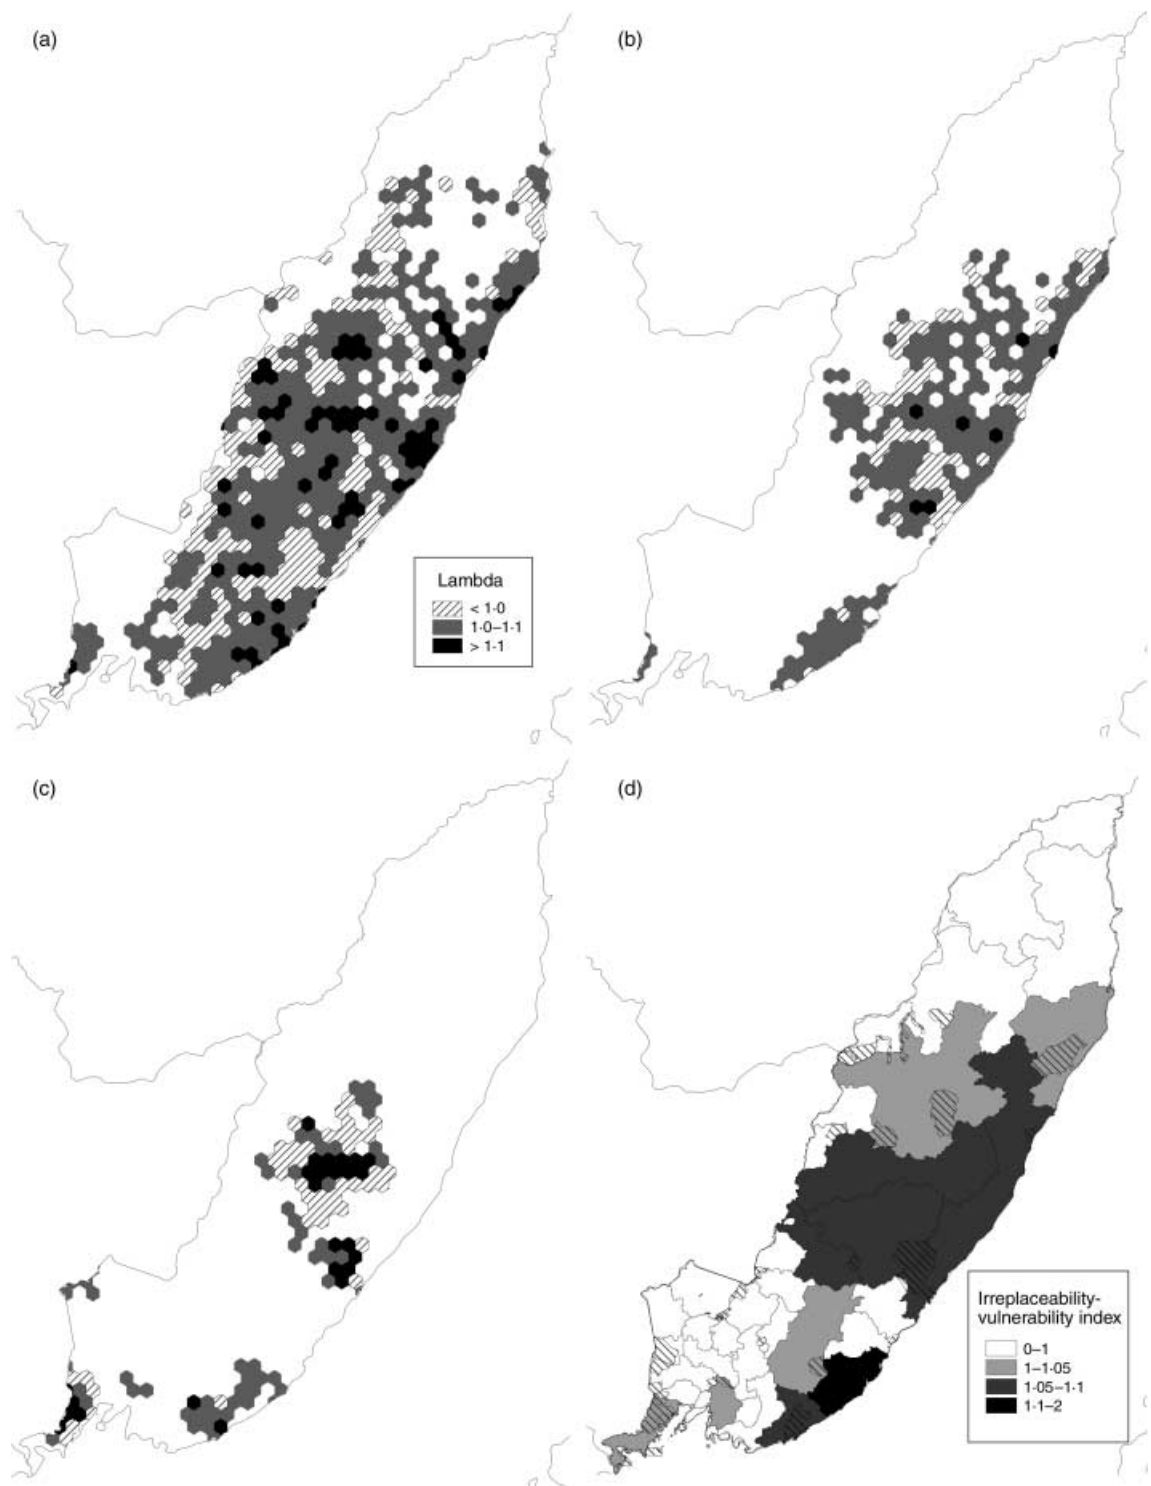 (a)
(b)
Lambda
< 1·0
1·0–1·1
> 1·1
(c)
(d)
Irreplaceability-
vulnerability index
0–1
1–1·05
1·05–1·1
1·1–2